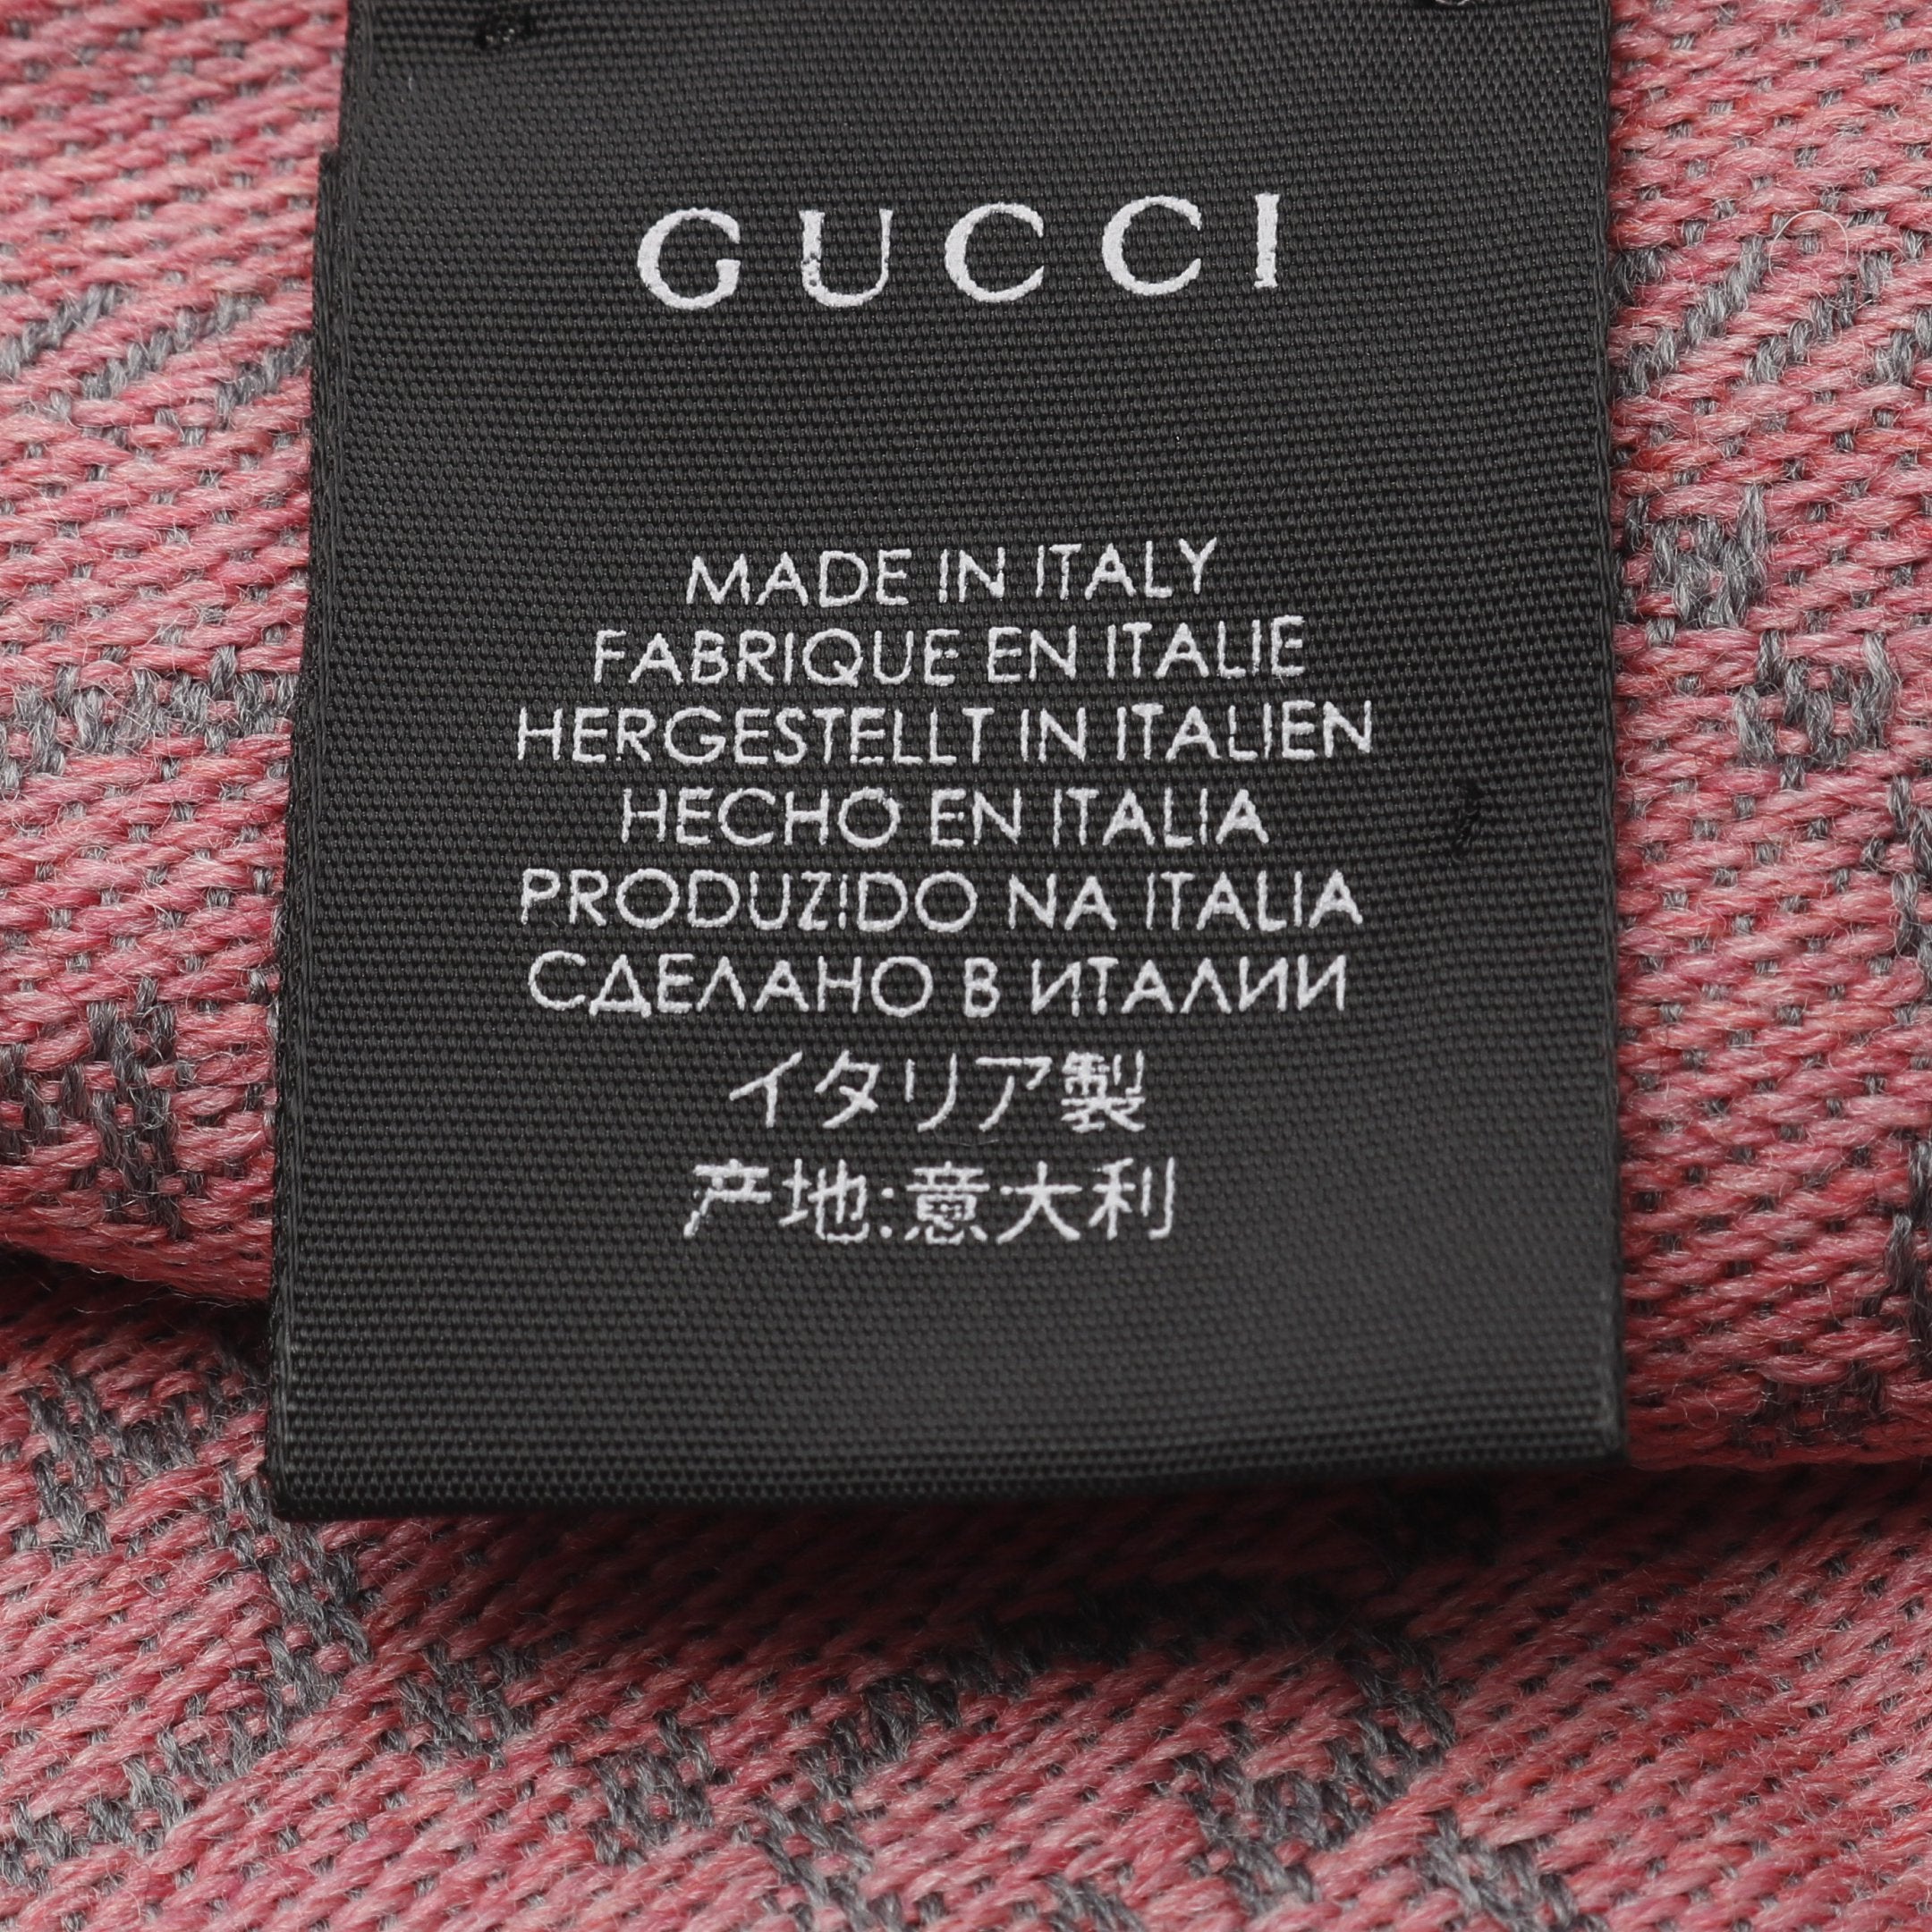 GUCCI
MADE IN ITALY
FABRIQUE EN ITALIE
HERGESTELLT IN ITALIEN
HECHO EN ITALIA
PRODUZIDO NA ITALIA
СДЕЛАНО В ИТАЛИИ
イタリア製
产地:意大利